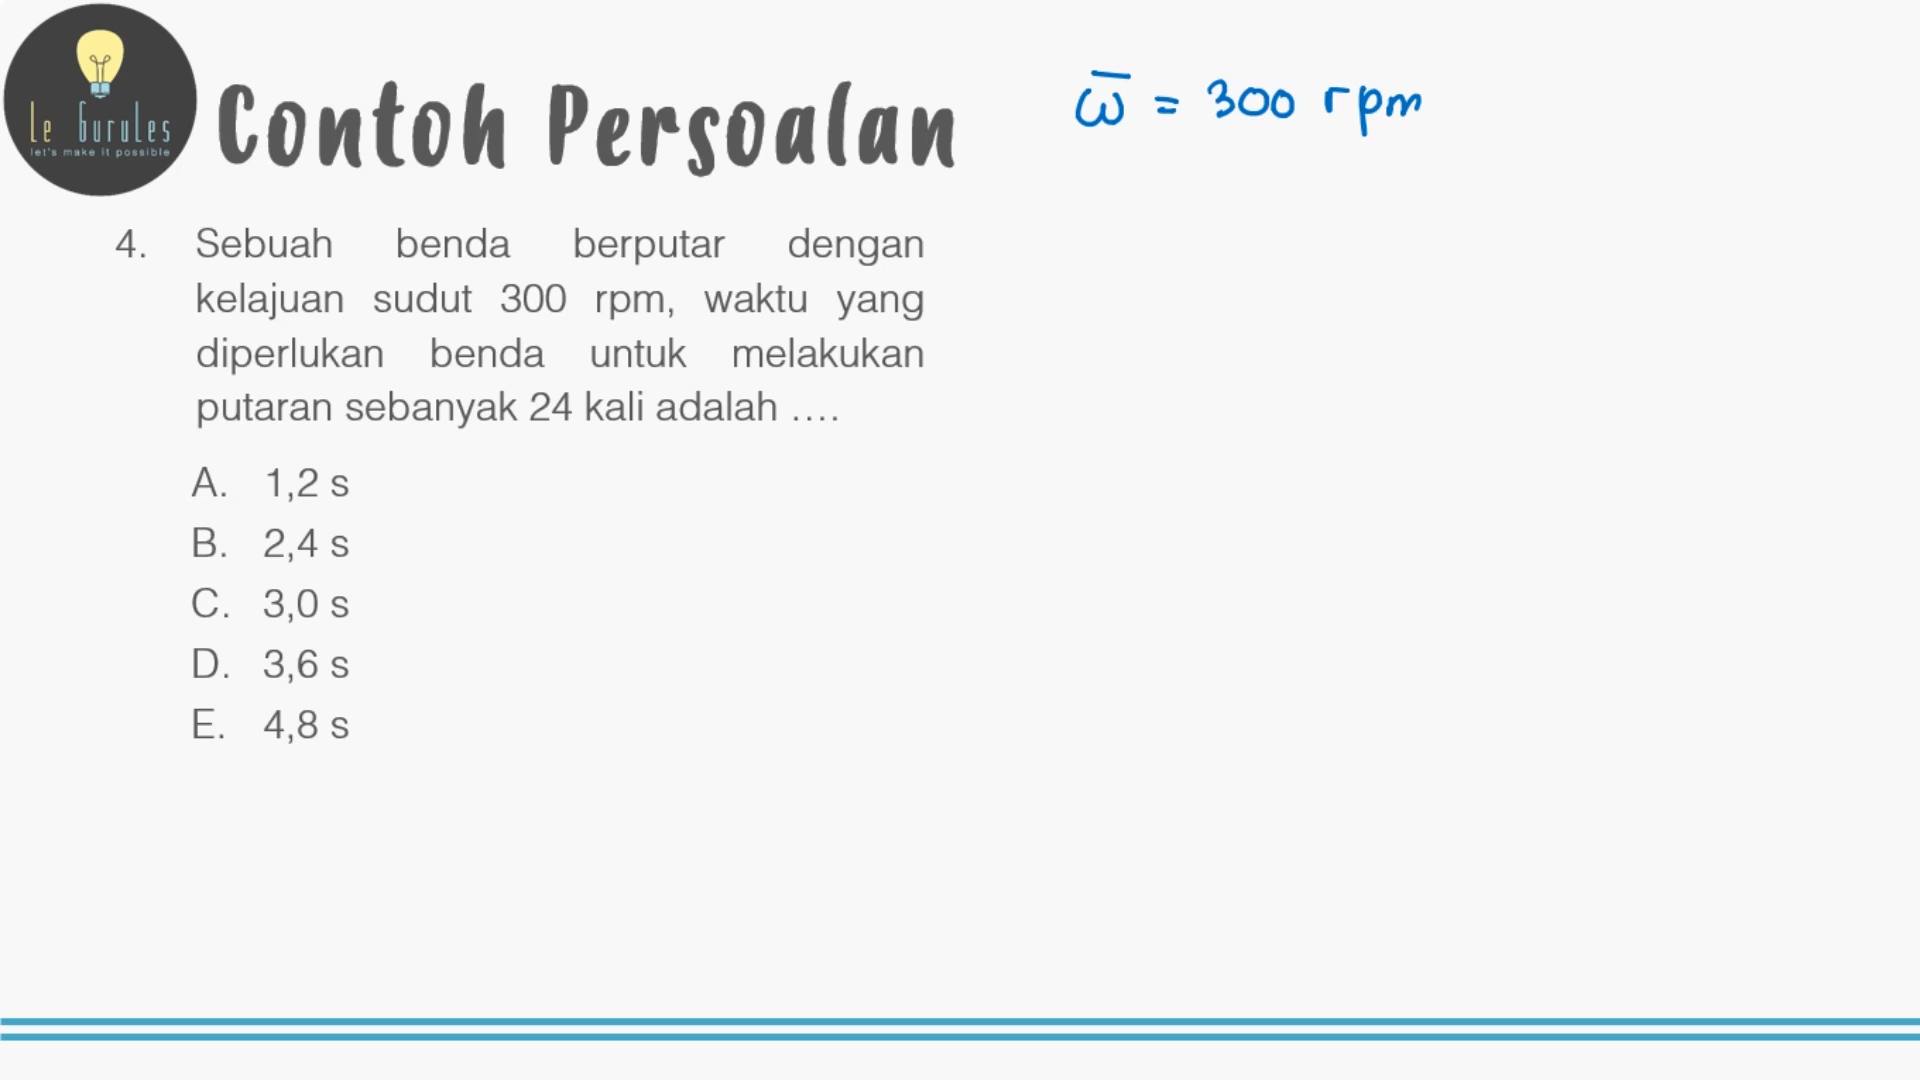 Le Gurules
let's make it possible
Contoh Persoalan
ω̅ = 300 rpm
4. Sebuah benda berputar dengan
kelajuan sudut 300 rpm, waktu yang
diperlukan benda untuk melakukan
putaran sebanyak 24 kali adalah ....
A. 1,2 s
B. 2,4 s
C. 3,0 s
D. 3,6 s
E. 4,8 s